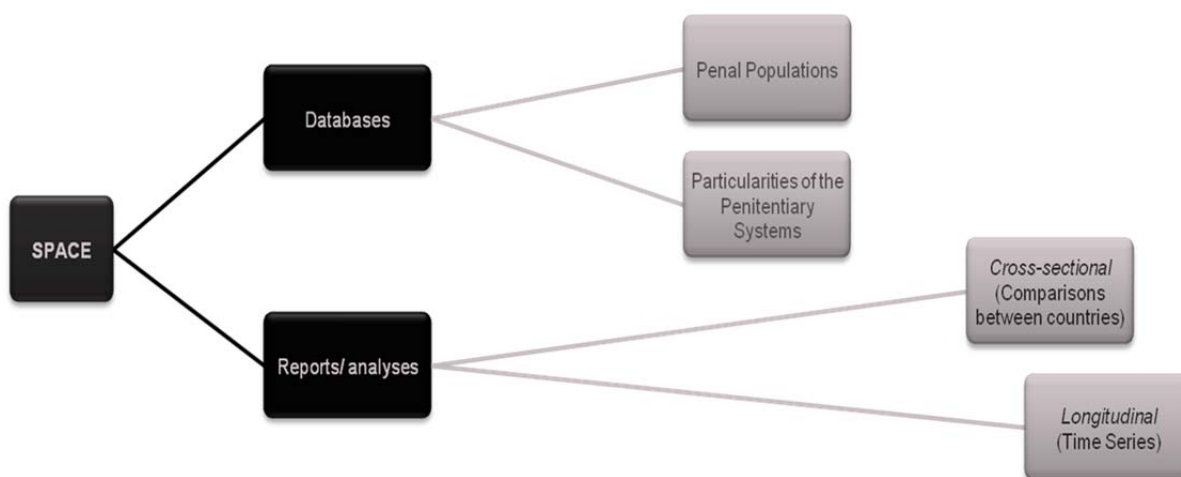 SPACE
Databases
Penal Populations
Particularities of the
Penitentiary
Systems
Reports/ analyses
Cross-sectional
(Comparisons
between countries)
Longitudinal
(Time Series)